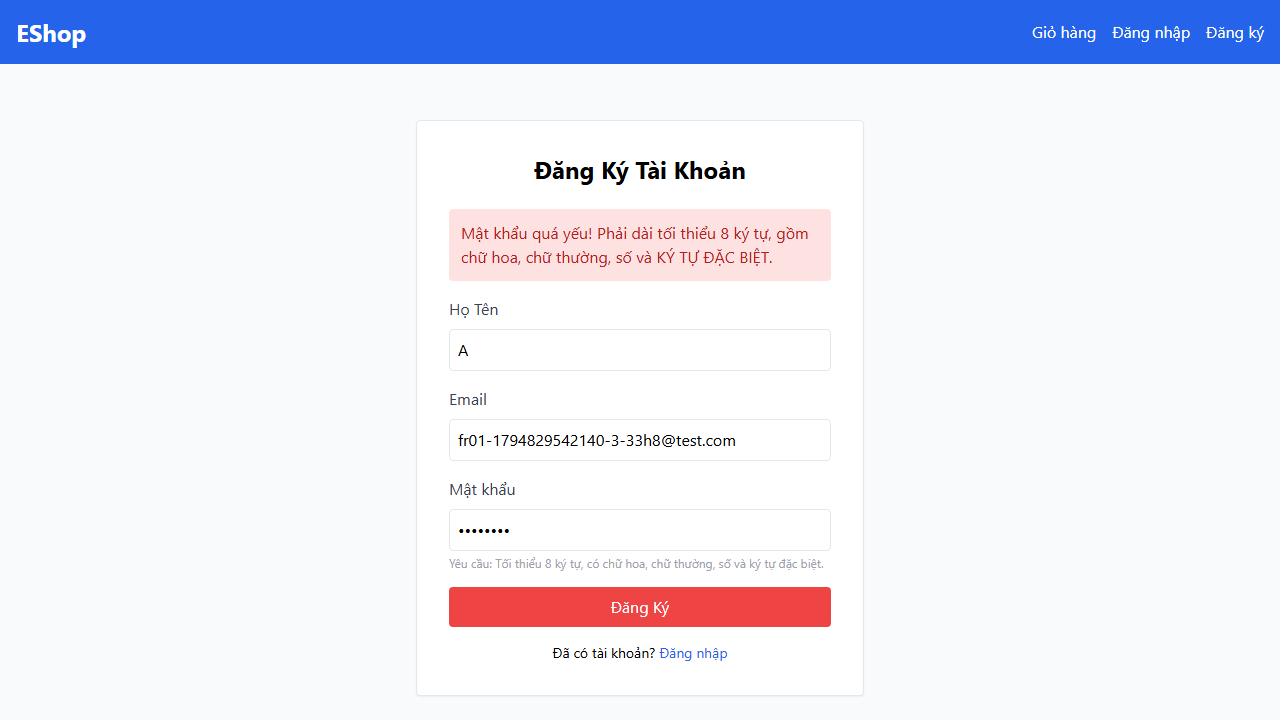 EShop
Giỏ hàng Đăng nhập Đăng ký
Đăng Ký Tài Khoản
Mật khẩu quá yếu! Phải dài tối thiểu 8 ký tự, gồm
chữ hoa, chữ thường, số và KÝ TỰ ĐẶC BIỆT.
Họ Tên
A
Email
fr01-1794829542140-3-33h8@test.com
Mật khẩu
••••••••
Yêu cầu: Tối thiểu 8 ký tự, có chữ hoa, chữ thường, số và ký tự đặc biệt.
Đăng Ký
Đã có tài khoản? Đăng nhập